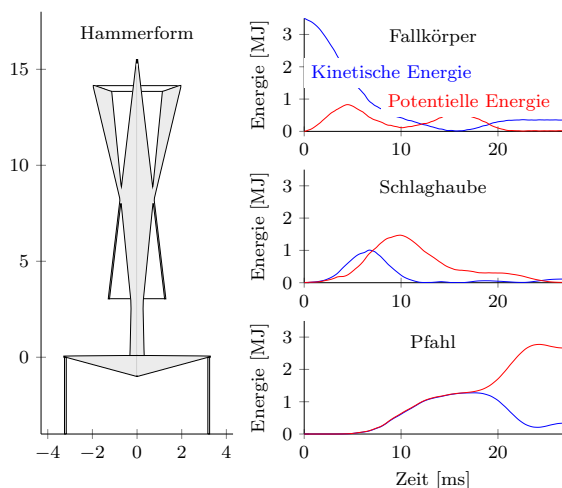 Hammerform
15
10
5
0
−4 −2 0 2 4
Fallkörper
Kinetische Energie
Potentielle Energie
Energie [MJ]
3
2
1
0
0 10 20
Schlaghaube
Energie [MJ]
3
2
1
0
0 10 20
Pfahl
Energie [MJ]
3
2
1
0
0 10 20
Zeit [ms]